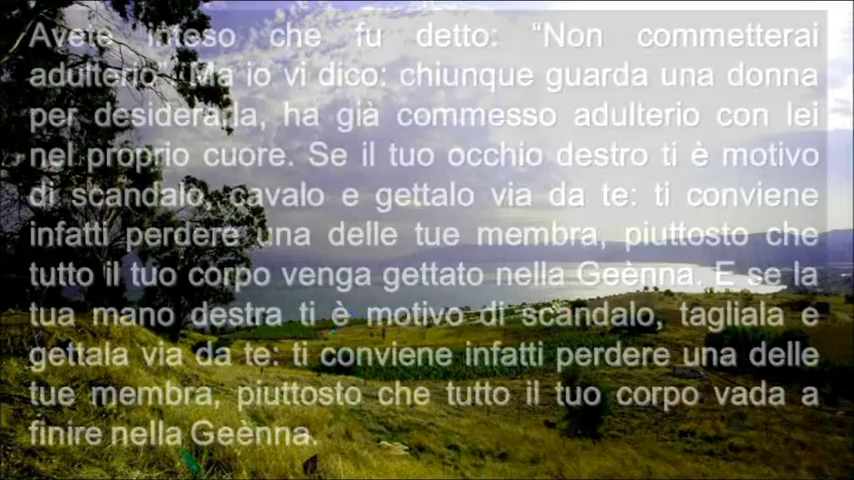 Avete inteso che fu detto: “Non commetterai
adulterio”. Ma io vi dico: chiunque guarda una donna
per desiderarla, ha già commesso adulterio con lei
nel proprio cuore. Se il tuo occhio destro ti è motivo
di scandalo, cavalo e gettalo via da te: ti conviene
infatti perdere una delle tue membra, piuttosto che
tutto il tuo corpo venga gettato nella Geènna. E se la
tua mano destra ti è motivo di scandalo, tagliala e
gettala via da te: ti conviene infatti perdere una delle
tue membra, piuttosto che tutto il tuo corpo vada a
finire nella Geènna.